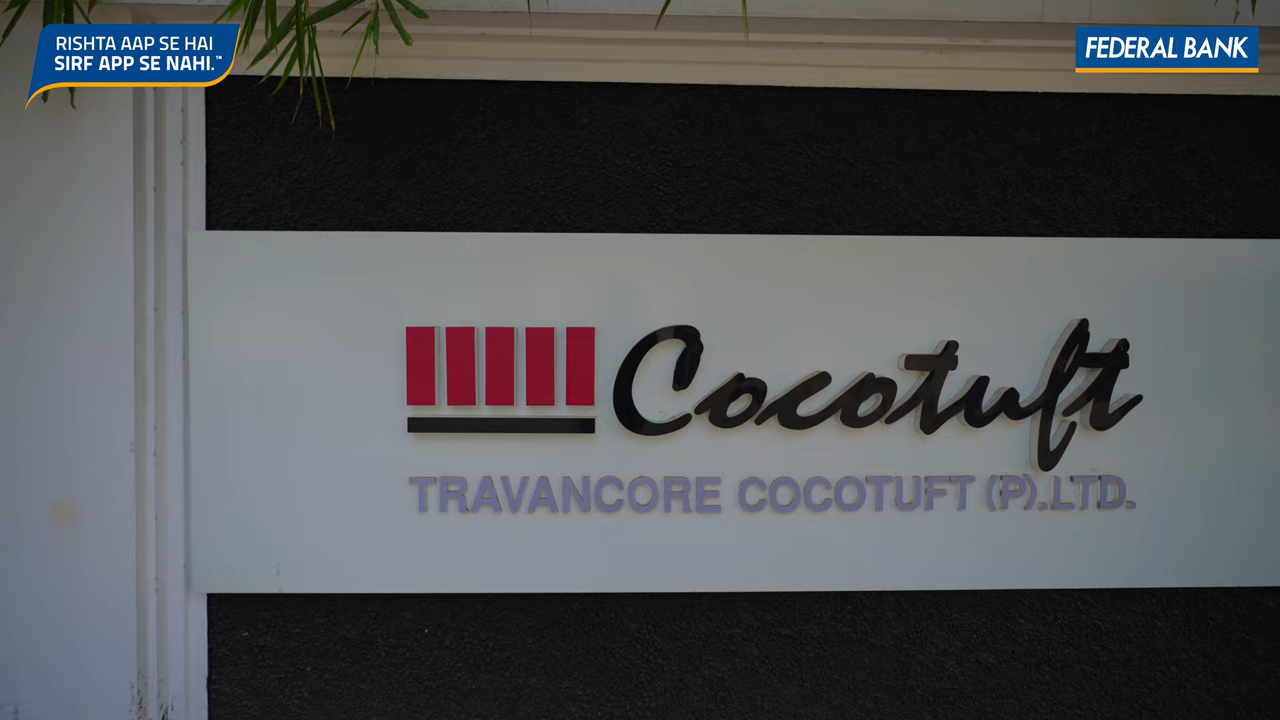 RISHTA AAP SE HAI
SIRF APP SE NAHI.™
FEDERAL BANK
Cocotuft
TRAVANCORE COCOTUFT (P).LTD.